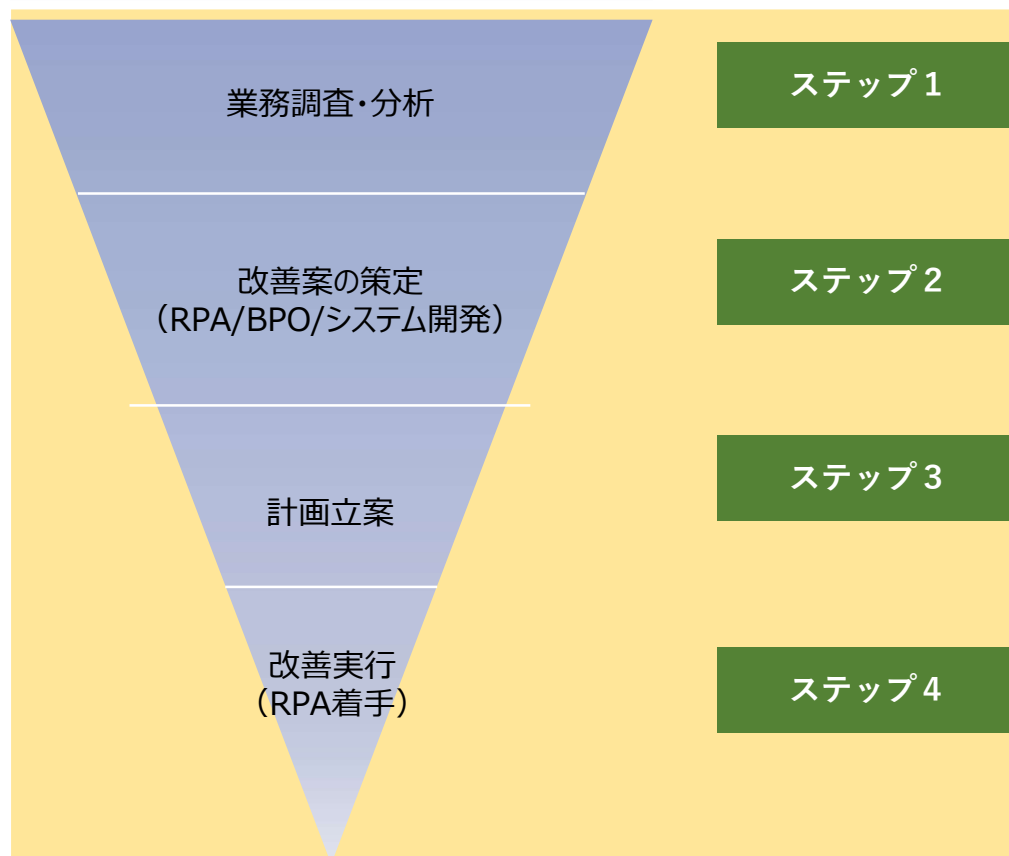 業務調査・分析
ステップ１
改善案の策定
（RPA/BPO/システム開発）
ステップ２
計画立案
ステップ３
改善実行
（RPA着手）
ステップ４